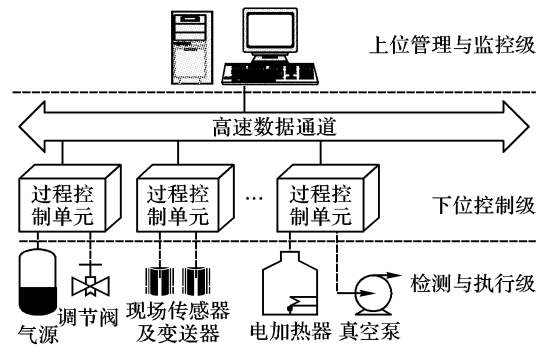 上位管理与监控级
高速数据通道
过程控
制单元
过程控
制单元
…
过程控
制单元
下位控制级
检测与执行级
气源
调节阀
现场传感器
及变送器
电加热器
真空泵